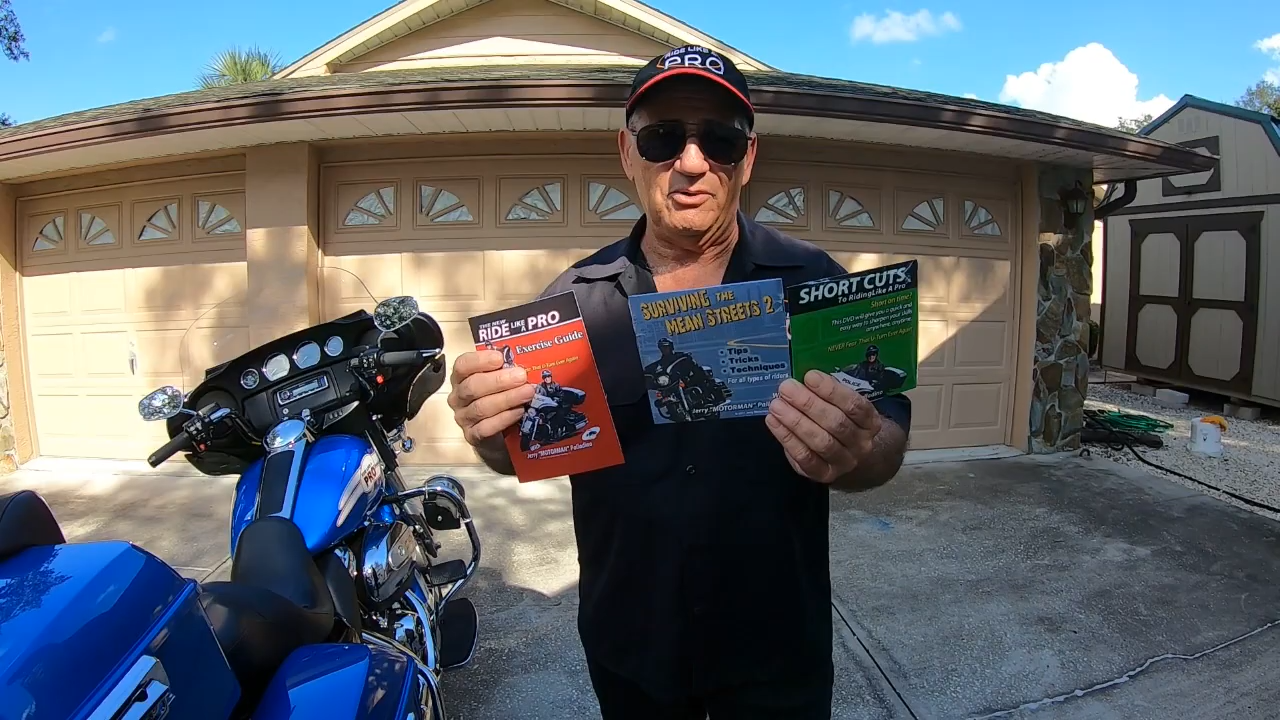 RIDE LIKE A
PRO
THE NEW
RIDE LIKE A PRO
Exercise Guide
Jerry "MOTORMAN" Palladino
SURVIVING THE
MEAN STREETS 2
• Tips
• Tricks
• Techniques
For all types of riders
Jerry "MOTORMAN"
SHORT CUTS
To Riding Like A Pro
Short on time?
This DVD will give you a quick and
easy way to sharpen your skills
anywhere, anytime.
NEVER Fear That U-Turn Ever Again!
POLICE
PRO